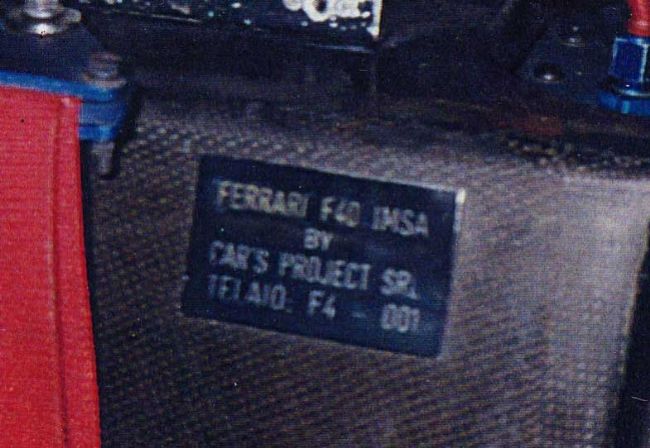 FERRARI F40 IMSA
BY
CAR'S PROJECT SRL
TELAIO. F4 - 001